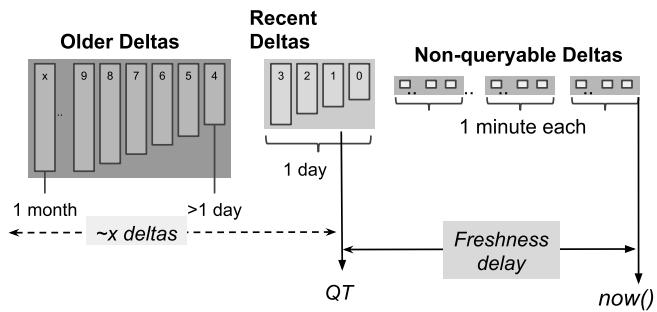 Older Deltas
Recent
Deltas
Non-queryable Deltas
x
..
9
8
7
6
5
4
3
2
1
0
..
..
..
..
1 minute each
1 day
1 month
>1 day
~x deltas
Freshness
delay
QT
now()